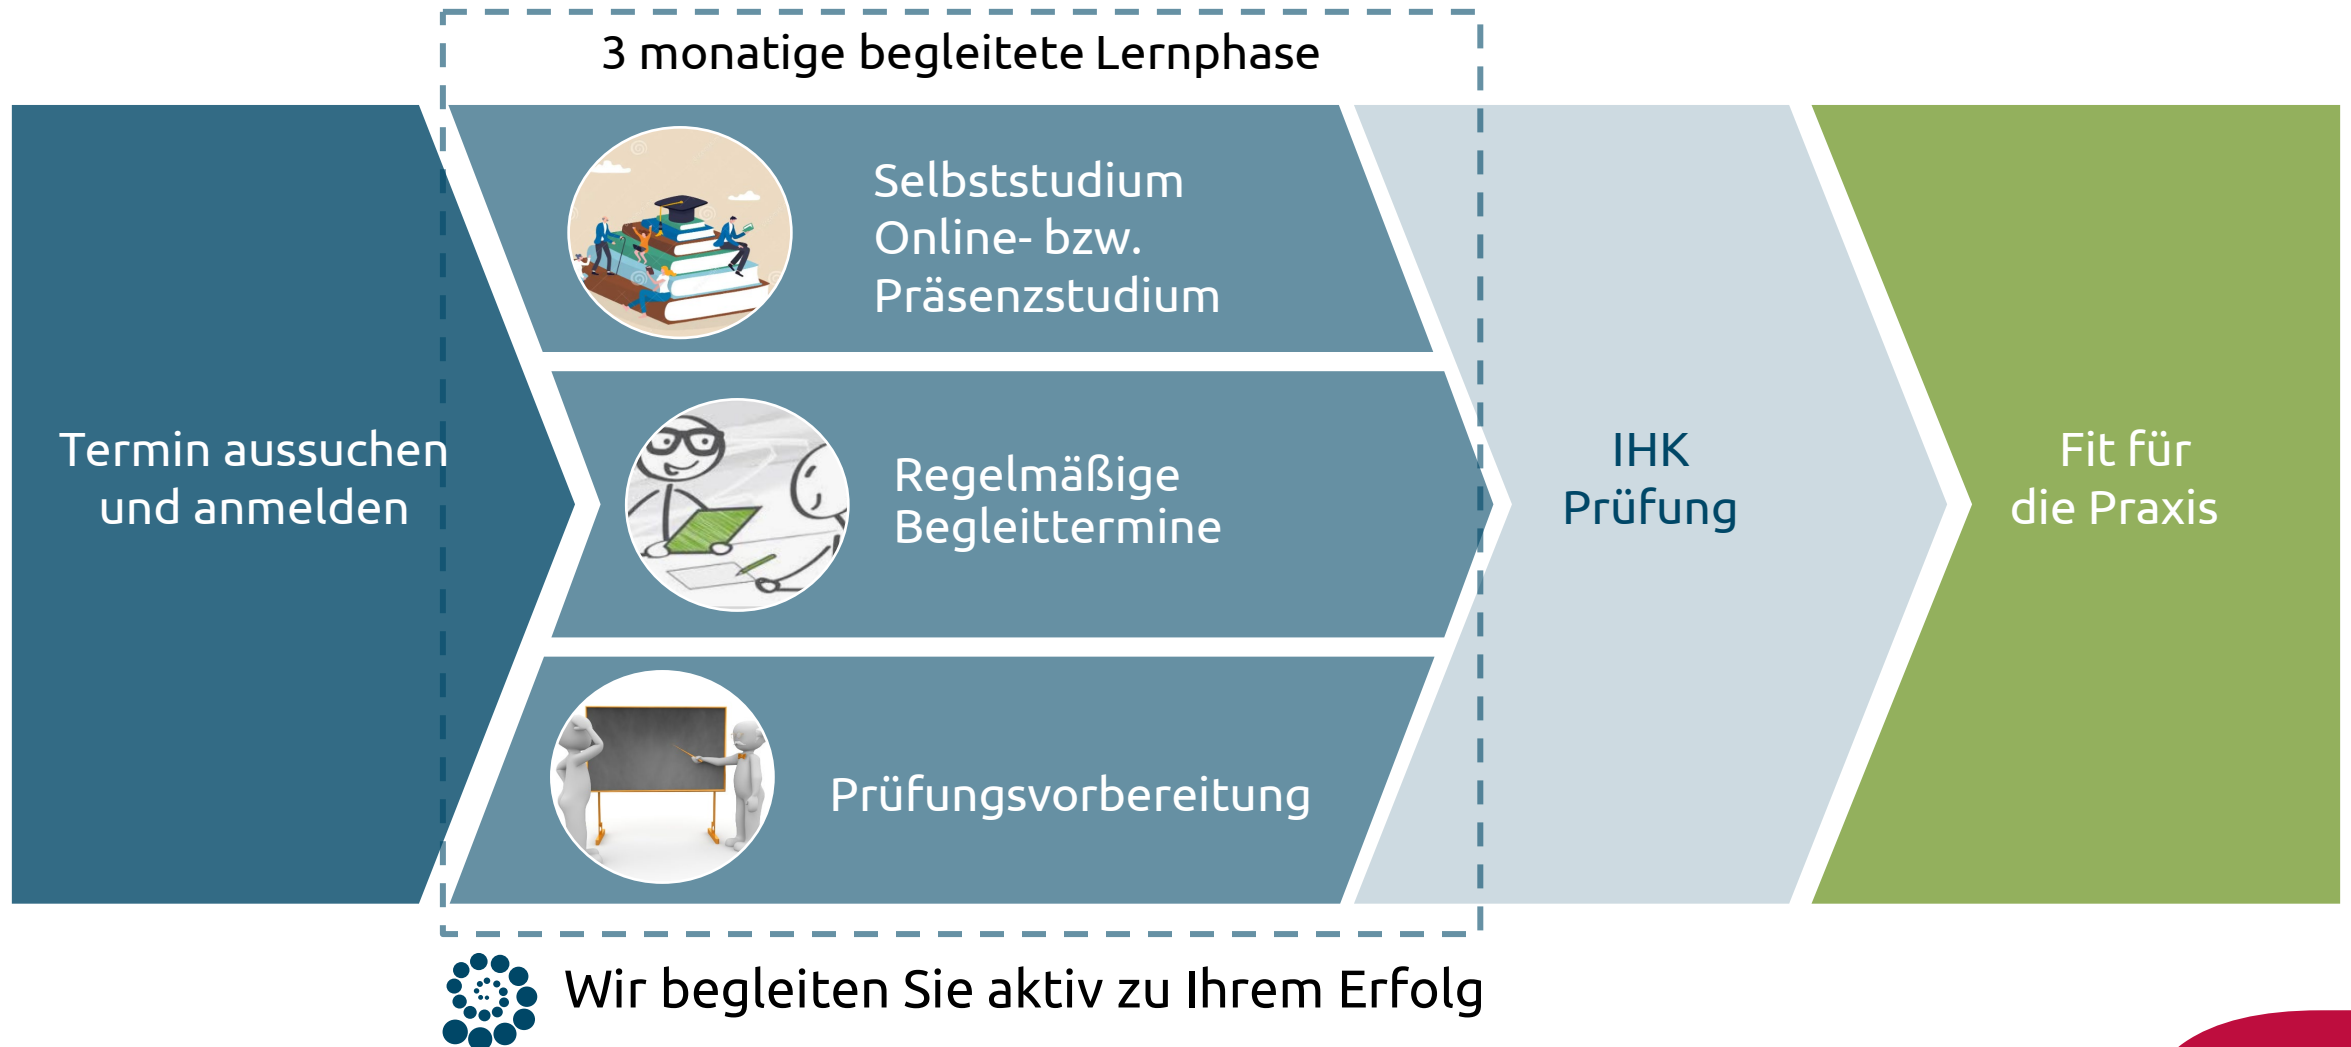 3 monatige begleitete Lernphase
Termin aussuchen
und anmelden
Selbststudium
Online- bzw.
Präsenzstudium
Regelmäßige
Begleittermine
Prüfungsvorbereitung
IHK
Prüfung
Fit für
die Praxis
Wir begleiten Sie aktiv zu Ihrem Erfolg